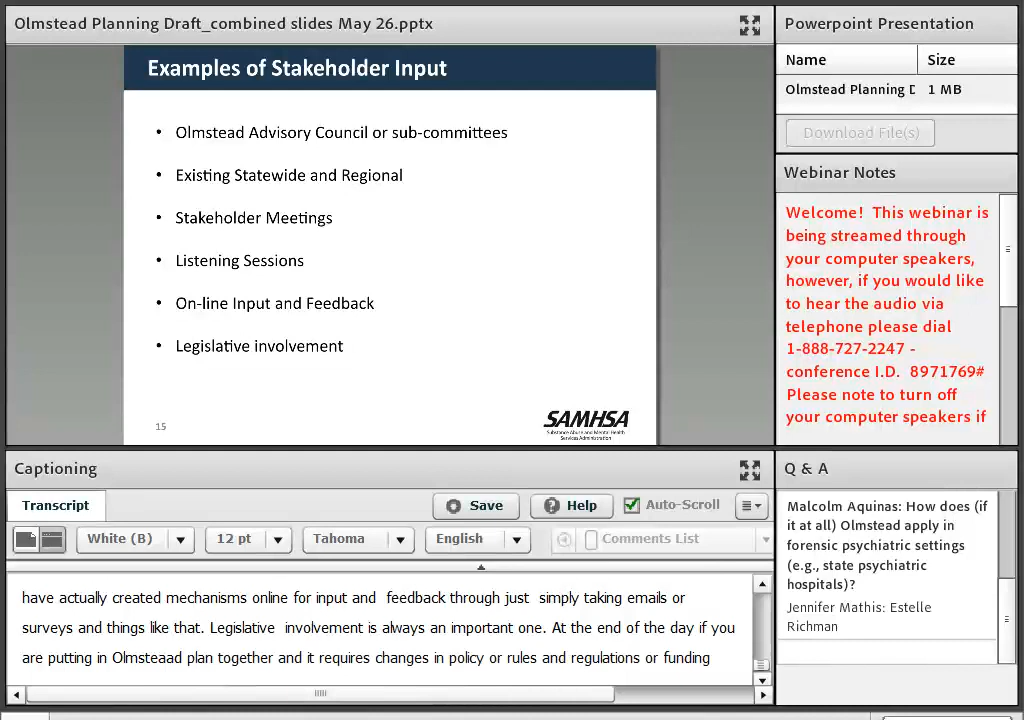 Olmstead Planning Draft_combined slides May 26.pptx
Examples of Stakeholder Input
• Olmstead Advisory Council or sub-committees
• Existing Statewide and Regional
• Stakeholder Meetings
• Listening Sessions
• On-line Input and Feedback
• Legislative involvement
15
SAMHSA
Substance Abuse and Mental Health
Services Administration
Powerpoint Presentation
Name Size
Olmstead Planning D 1 MB
Download File(s)
Webinar Notes
Welcome! This webinar is
being streamed through
your computer speakers,
however, if you would like
to hear the audio via
telephone please dial
1-888-727-2247 -
conference I.D. 8971769#
Please note to turn off
your computer speakers if
Captioning
Transcript Save Help Auto-Scroll
White (B) 12 pt Tahoma English Comments List
have actually created mechanisms online for input and feedback through just simply taking emails or
surveys and things like that. Legislative involvement is always an important one. At the end of the day if you
are putting in Olmsteaad plan together and it requires changes in policy or rules and regulations or funding
Q & A
Malcolm Aquinas: How does (if
it at all) Olmstead apply in
forensic psychiatric settings
(e.g., state psychiatric
hospitals)?
Jennifer Mathis: Estelle
Richman